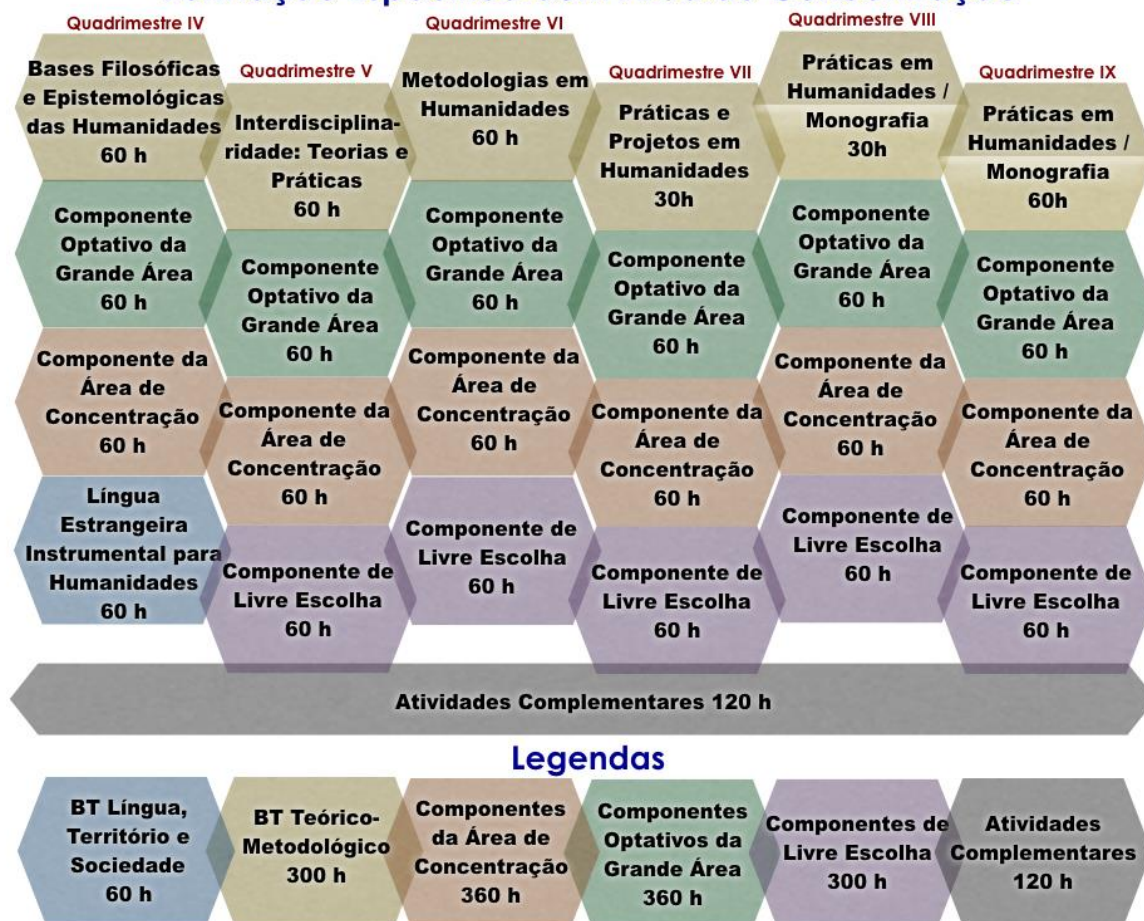 Quadrimestre IV
Bases Filosóficas
e Epistemológicas
das Humanidades
60 h
Componente
Optativo da
Grande Área
60 h
Componente da
Área de
Concentração
60 h
Língua
Estrangeira
Instrumental para
Humanidades
60 h
Quadrimestre V
Interdisciplina-
ridade: Teorias e
Práticas
60 h
Componente
Optativo da
Grande Área
60 h
Componente da
Área de
Concentração
60 h
Componente de
Livre Escolha
60 h
Quadrimestre VI
Metodologias em
Humanidades
60 h
Componente
Optativo da
Grande Área
60 h
Componente da
Área de
Concentração
60 h
Componente de
Livre Escolha
60 h
Quadrimestre VII
Práticas e
Projetos em
Humanidades
30h
Componente
Optativo da
Grande Área
60 h
Componente da
Área de
Concentração
60 h
Componente de
Livre Escolha
60 h
Quadrimestre VIII
Práticas em
Humanidades /
Monografia
30h
Componente
Optativo da
Grande Área
60 h
Componente da
Área de
Concentração
60 h
Componente de
Livre Escolha
60 h
Quadrimestre IX
Práticas em
Humanidades /
Monografia
60h
Componente
Optativo da
Grande Área
60 h
Componente da
Área de
Concentração
60 h
Componente de
Livre Escolha
60 h
Atividades Complementares 120 h
Legendas
BT Língua,
Território e
Sociedade
60 h
BT Teórico-
Metodológico
300 h
Componentes
da Área de
Concentração
360 h
Componentes
Optativos da
Grande Área
360 h
Componentes de
Livre Escolha
300 h
Atividades
Complementares
120 h